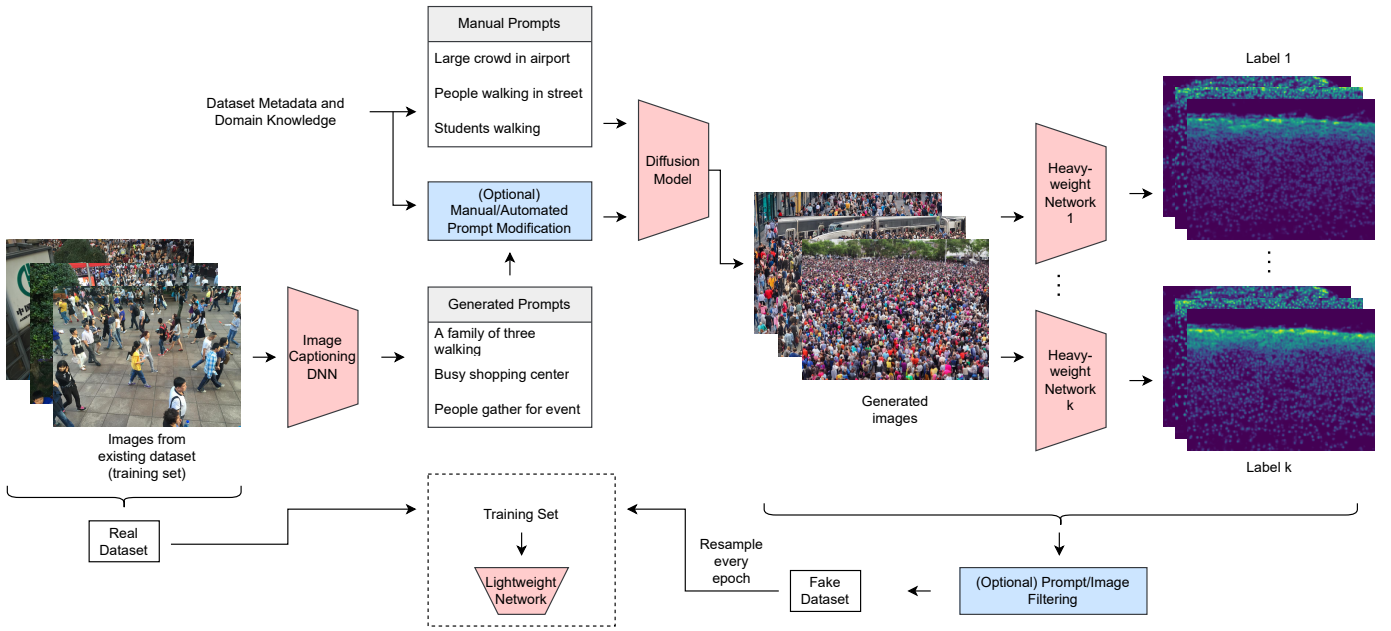 Manual Prompts
Large crowd in airport
People walking in street
Students walking
Dataset Metadata and
Domain Knowledge
(Optional)
Manual/Automated
Prompt Modification
Diffusion
Model
Generated Prompts
A family of three
walking
Busy shopping center
People gather for event
Image
Captioning
DNN
Images from
existing dataset
(training set)
Generated
images
Heavy-
weight
Network
1
Heavy-
weight
Network
k
Label 1
Label k
Real
Dataset
Training Set
Lightweight
Network
Resample
every
epoch
Fake
Dataset
(Optional) Prompt/Image
Filtering